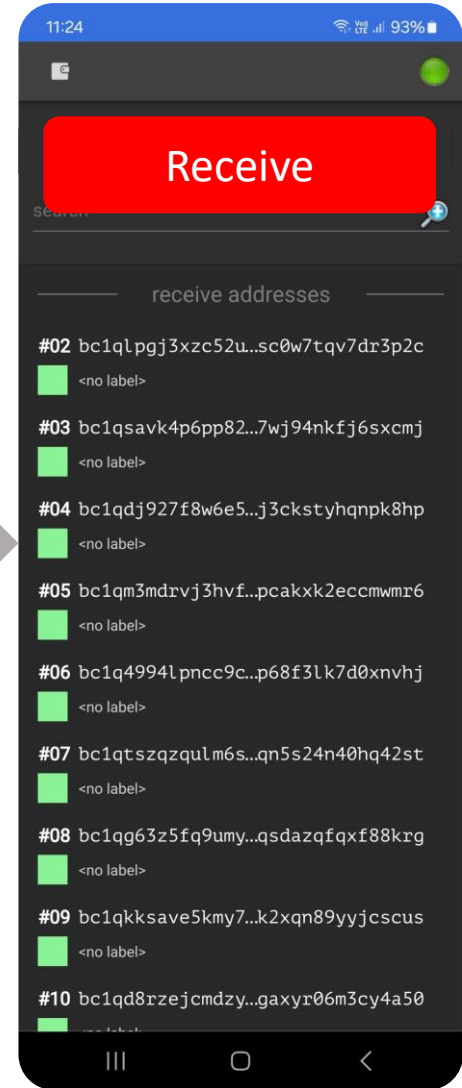 11:24 Vo)) LTE 93%
Receive
search
receive addresses
#02 bc1qlpgj3xzc52u…sc0w7tqv7dr3p2c
<no label>
#03 bc1qsavk4p6pp82…7wj94nkfj6sxcmj
<no label>
#04 bc1qdj927f8w6e5…j3ckstyhqnpk8hp
<no label>
#05 bc1qm3mdrvj3hvf…pcakxk2eccmwmr6
<no label>
#06 bc1q4994lpncc9c…p68f3lk7d0xnvhj
<no label>
#07 bc1qtszqzqulm6s…qn5s24n40hq42st
<no label>
#08 bc1qg63z5fq9umy…qsdazqfqxf88krg
<no label>
#09 bc1qkksave5kmy7…k2xqn89yyjcscus
<no label>
#10 bc1qd8rzejcmdzy…gaxyr06m3cy4a50